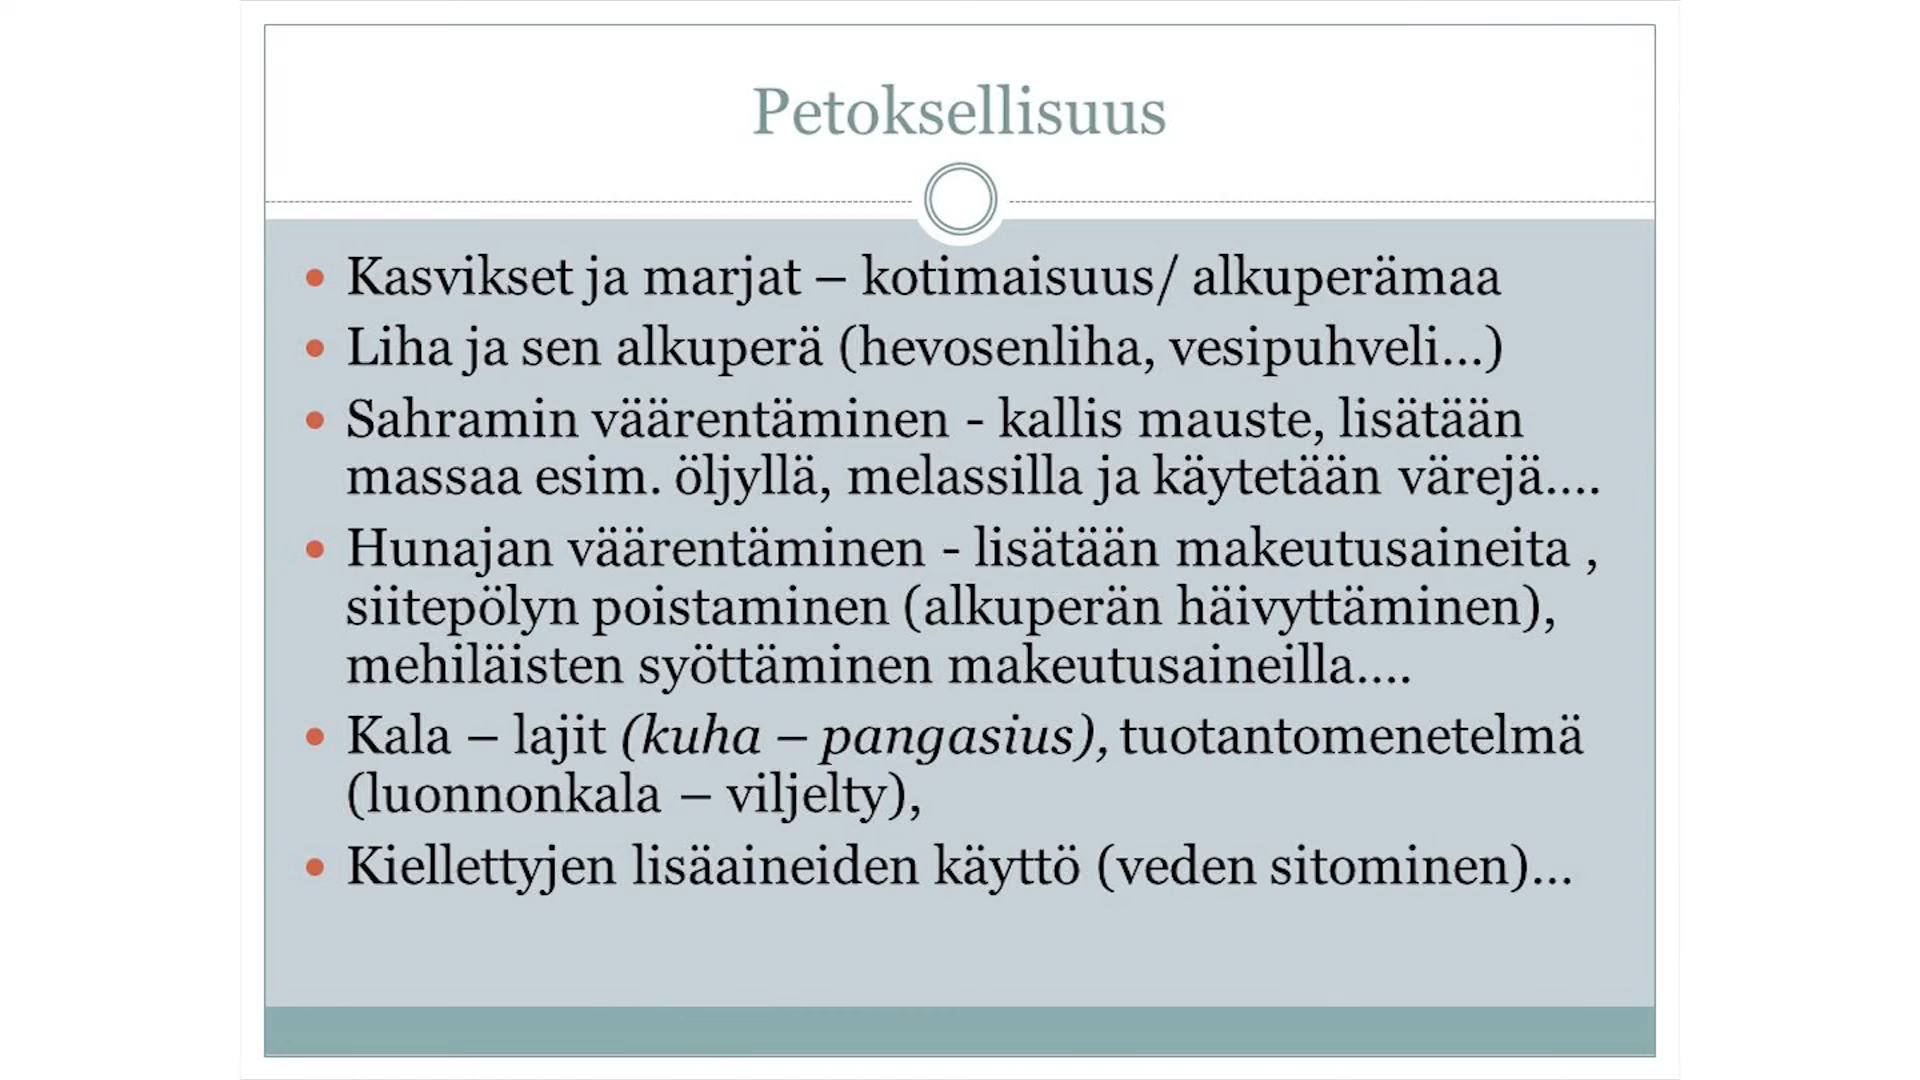 Petoksellisuus
• Kasvikset ja marjat – kotimaisuus/ alkuperämaa
• Liha ja sen alkuperä (hevosenliha, vesipuhveli...)
• Sahramin väärentäminen - kallis mauste, lisätään
massaa esim. öljyllä, melassilla ja käytetään värejä....
• Hunajan väärentäminen - lisätään makeutusaineita ,
siitepölyn poistaminen (alkuperän häivyttäminen),
mehiläisten syöttäminen makeutusaineilla....
• Kala – lajit (kuha – pangasius), tuotantomenetelmä
(luonnonkala – viljelty),
• Kiellettyjen lisäaineiden käyttö (veden sitominen)...